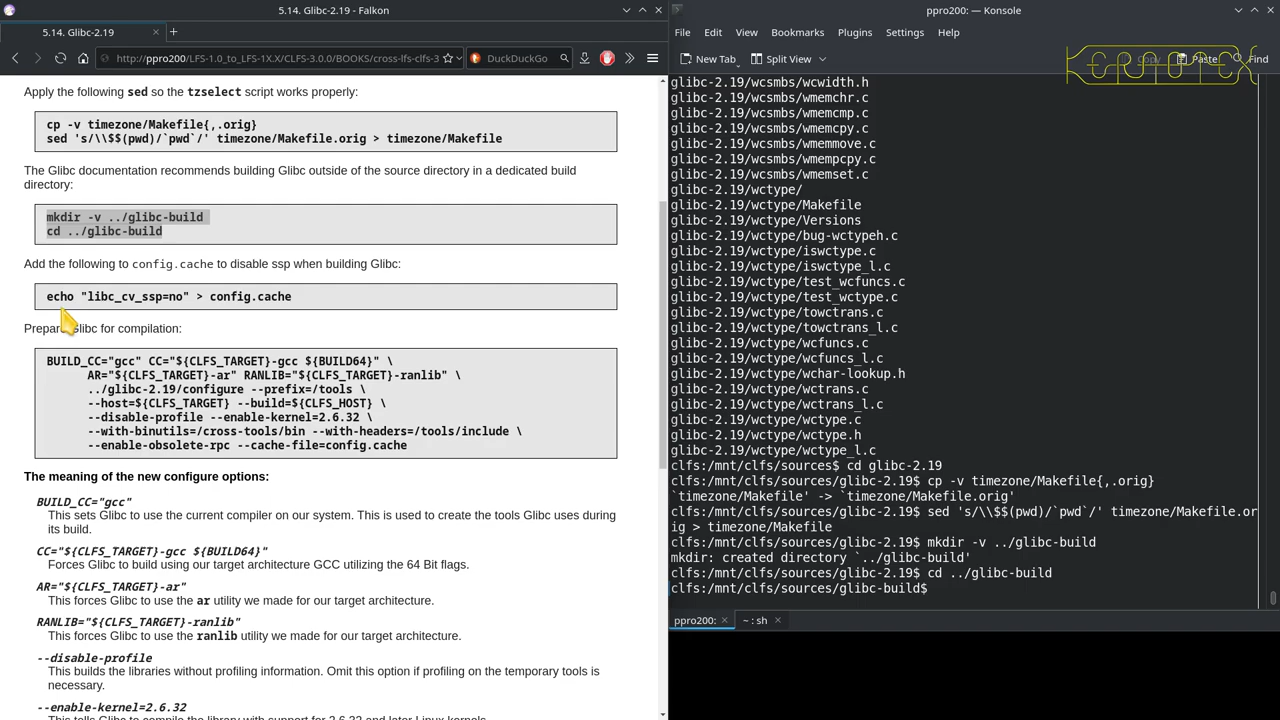 5.14. Glibc-2.19 - Falkon
5.14. Glibc-2.19
http://ppro200/LFS-1.0_to_LFS-1X.X/CLFS-3.0.0/BOOKS/cross-lfs-clfs-3
DuckDuckGo
Apply the following sed so the tzselect script works properly:
cp -v timezone/Makefile{,.orig}
sed 's/\\$$(pwd)/`pwd`/' timezone/Makefile.orig > timezone/Makefile
The Glibc documentation recommends building Glibc outside of the source directory in a dedicated build
directory:
mkdir -v ../glibc-build
cd ../glibc-build
Add the following to config.cache to disable ssp when building Glibc:
echo "libc_cv_ssp=no" > config.cache
Prepare Glibc for compilation:
BUILD_CC="gcc" CC="${CLFS_TARGET}-gcc ${BUILD64}" \
AR="${CLFS_TARGET}-ar" RANLIB="${CLFS_TARGET}-ranlib" \
../glibc-2.19/configure --prefix=/tools \
--host=${CLFS_TARGET} --build=${CLFS_HOST} \
--disable-profile --enable-kernel=2.6.32 \
--with-binutils=/cross-tools/bin --with-headers=/tools/include \
--enable-obsolete-rpc --cache-file=config.cache
The meaning of the new configure options:
BUILD_CC="gcc"
This sets Glibc to use the current compiler on our system. This is used to create the tools Glibc uses during
its build.
CC="${CLFS_TARGET}-gcc ${BUILD64}"
Forces Glibc to build using our target architecture GCC utilizing the 64 Bit flags.
AR="${CLFS_TARGET}-ar"
This forces Glibc to use the ar utility we made for our target architecture.
RANLIB="${CLFS_TARGET}-ranlib"
This forces Glibc to use the ranlib utility we made for our target architecture.
--disable-profile
This builds the libraries without profiling information. Omit this option if profiling on the temporary tools is
necessary.
--enable-kernel=2.6.32
This tells Glibc to compile the library with support for 2.6.32 and later Linux kernels.
ppro200: — Konsole
File Edit View Bookmarks Plugins Settings Help
New Tab Split View Copy Paste Find
glibc-2.19/wcsmbs/wcwidth.h
glibc-2.19/wcsmbs/wmemchr.c
glibc-2.19/wcsmbs/wmemcmp.c
glibc-2.19/wcsmbs/wmemcpy.c
glibc-2.19/wcsmbs/wmemmove.c
glibc-2.19/wcsmbs/wmempcpy.c
glibc-2.19/wcsmbs/wmemset.c
glibc-2.19/wctype/
glibc-2.19/wctype/Makefile
glibc-2.19/wctype/Versions
glibc-2.19/wctype/bug-wctypeh.c
glibc-2.19/wctype/iswctype.c
glibc-2.19/wctype/iswctype_l.c
glibc-2.19/wctype/test_wcfuncs.c
glibc-2.19/wctype/test_wctype.c
glibc-2.19/wctype/towctrans.c
glibc-2.19/wctype/towctrans_l.c
glibc-2.19/wctype/wcfuncs.c
glibc-2.19/wctype/wcfuncs_l.c
glibc-2.19/wctype/wchar-lookup.h
glibc-2.19/wctype/wctrans.c
glibc-2.19/wctype/wctrans_l.c
glibc-2.19/wctype/wctype.c
glibc-2.19/wctype/wctype.h
glibc-2.19/wctype/wctype_l.c
clfs:/mnt/clfs/sources$ cd glibc-2.19
clfs:/mnt/clfs/sources/glibc-2.19$ cp -v timezone/Makefile{,.orig}
`timezone/Makefile' -> `timezone/Makefile.orig'
clfs:/mnt/clfs/sources/glibc-2.19$ sed 's/\\$$(pwd)/`pwd`/' timezone/Makefile.or
ig > timezone/Makefile
clfs:/mnt/clfs/sources/glibc-2.19$ mkdir -v ../glibc-build
mkdir: created directory `../glibc-build'
clfs:/mnt/clfs/sources/glibc-2.19$ cd ../glibc-build
clfs:/mnt/clfs/sources/glibc-build$
ppro200: ~ : sh